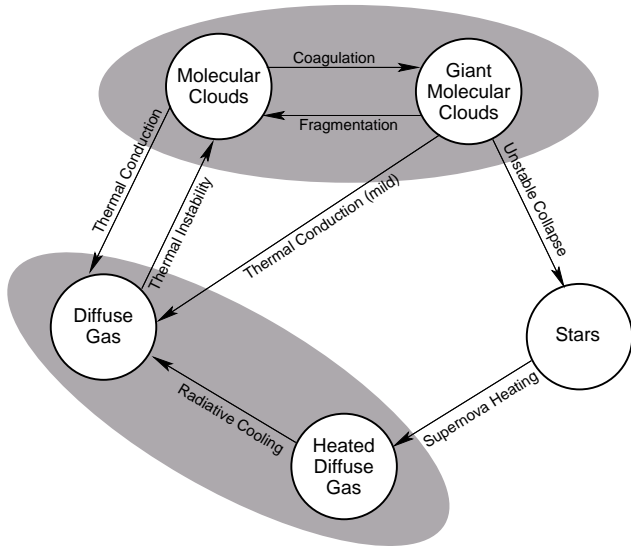 Molecular
Clouds
Coagulation
Giant
Molecular
Clouds
Fragmentation
Thermal Conduction
Thermal Instability
Thermal Conduction (mild)
Unstable Collapse
Diffuse
Gas
Stars
Radiative Cooling
Supernova Heating
Heated
Diffuse
Gas